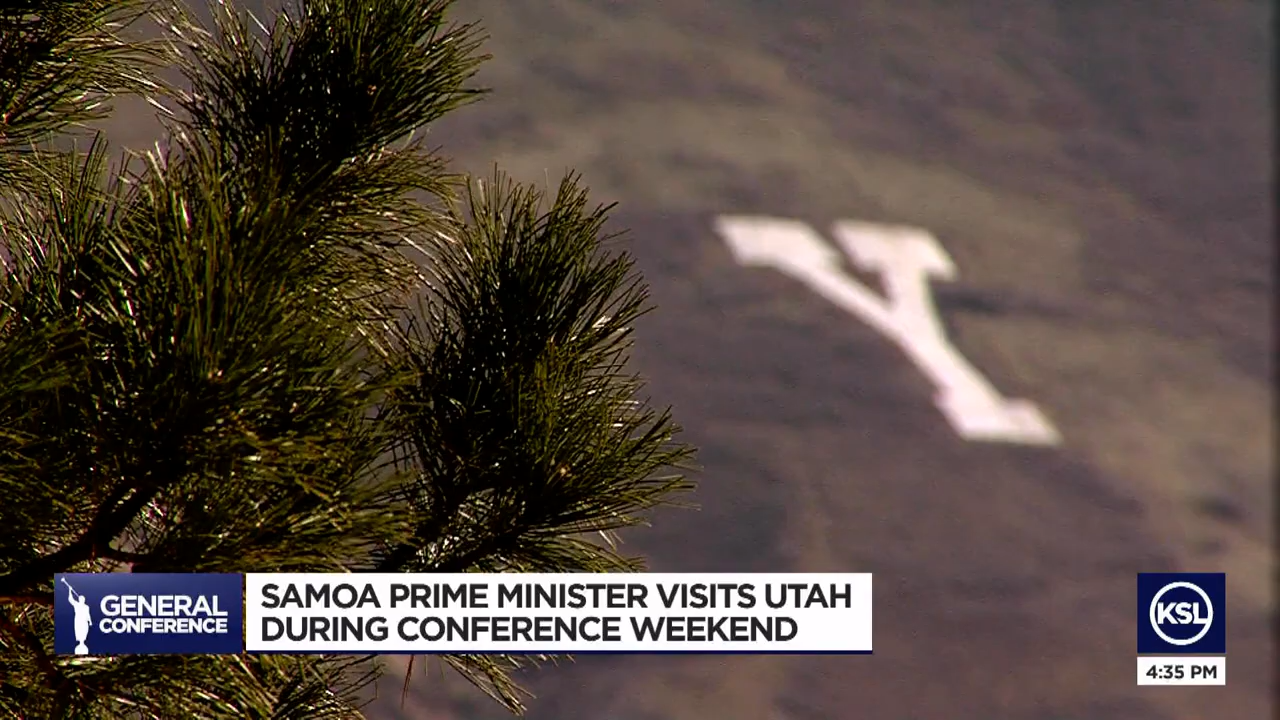 Y
GENERAL
CONFERENCE
SAMOA PRIME MINISTER VISITS UTAH
DURING CONFERENCE WEEKEND
KSL
4:35 PM